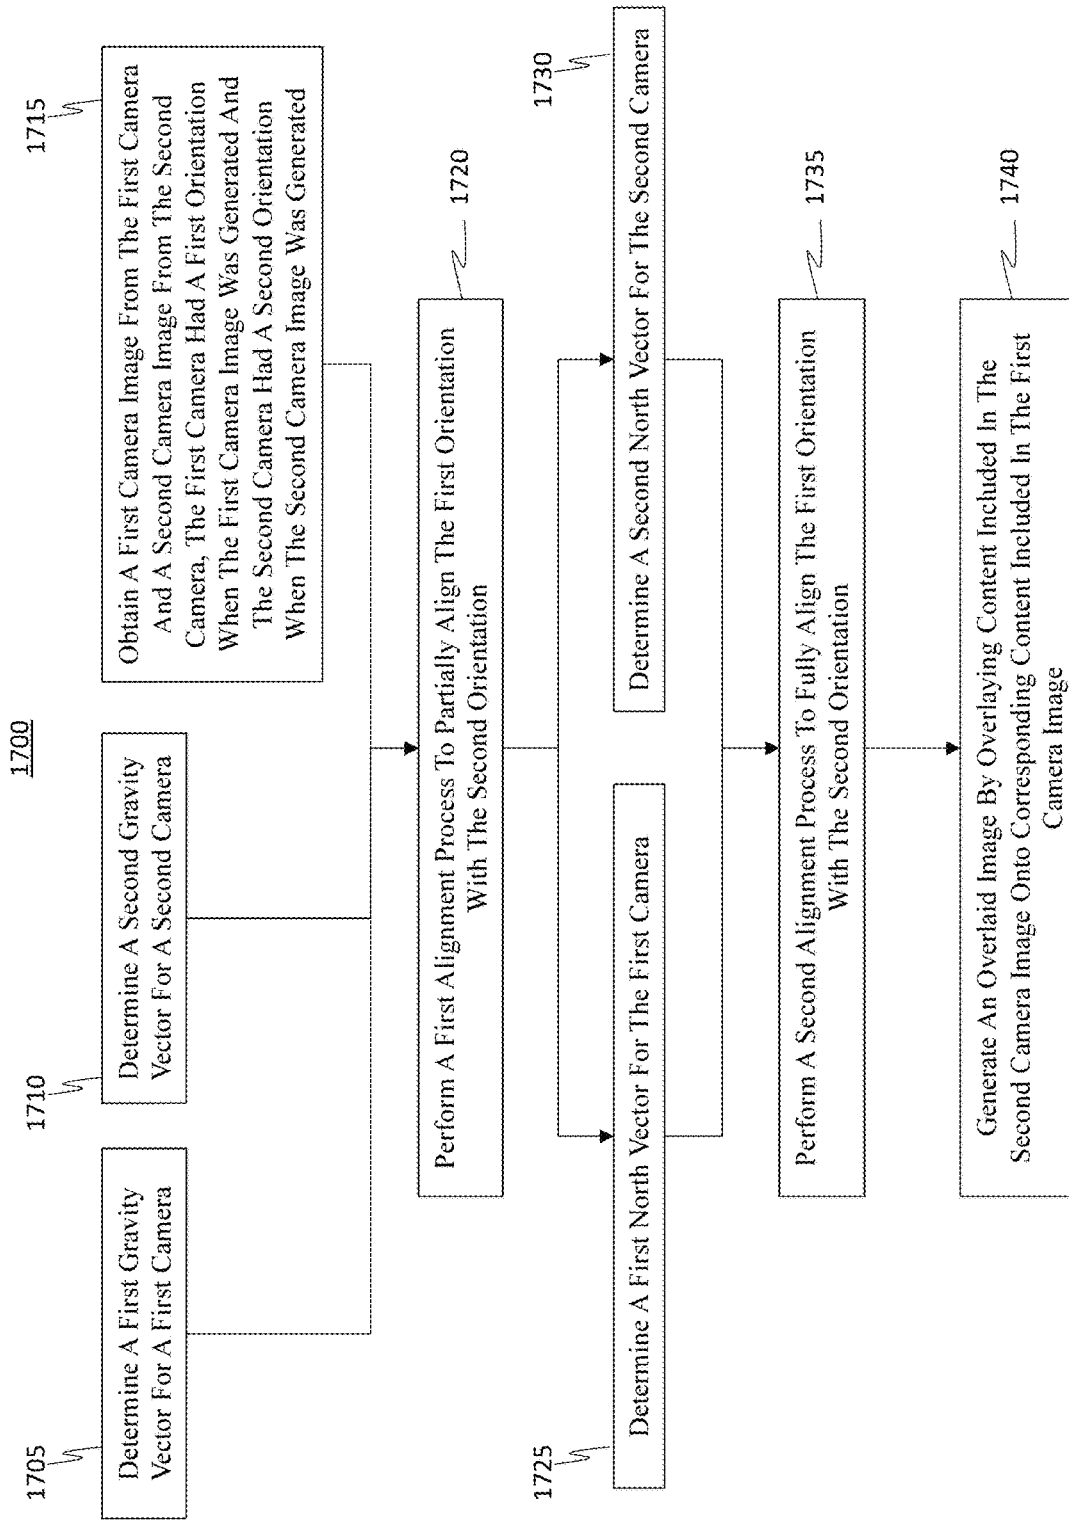 1700
1705
Determine A First Gravity
Vector For A First Camera
1710
Determine A Second Gravity
Vector For A Second Camera
1715
Obtain A First Camera Image From The First Camera
And A Second Camera Image From The Second
Camera, The First Camera Had A First Orientation
When The First Camera Image Was Generated And
The Second Camera Had A Second Orientation
When The Second Camera Image Was Generated
1720
Perform A First Alignment Process To Partially Align The First Orientation
With The Second Orientation
1725
Determine A First North Vector For The First Camera
1730
Determine A Second North Vector For The Second Camera
1735
Perform A Second Alignment Process To Fully Align The First Orientation
With The Second Orientation
1740
Generate An Overlaid Image By Overlaying Content Included In The
Second Camera Image Onto Corresponding Content Included In The First
Camera Image